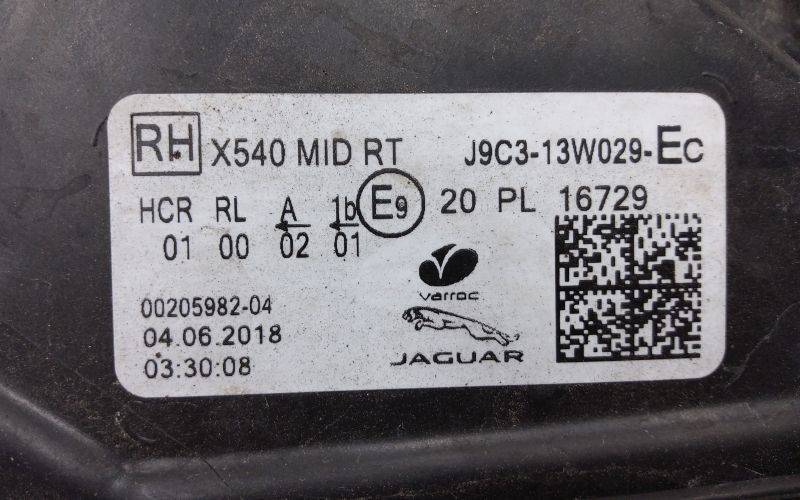 RH X540 MID RT J9C3-13W029-EC
HCR RL A 1b E9 20 PL 16729
01 00 02 01
varroc
00205982-04
04.06.2018
JAGUAR
03:30:08